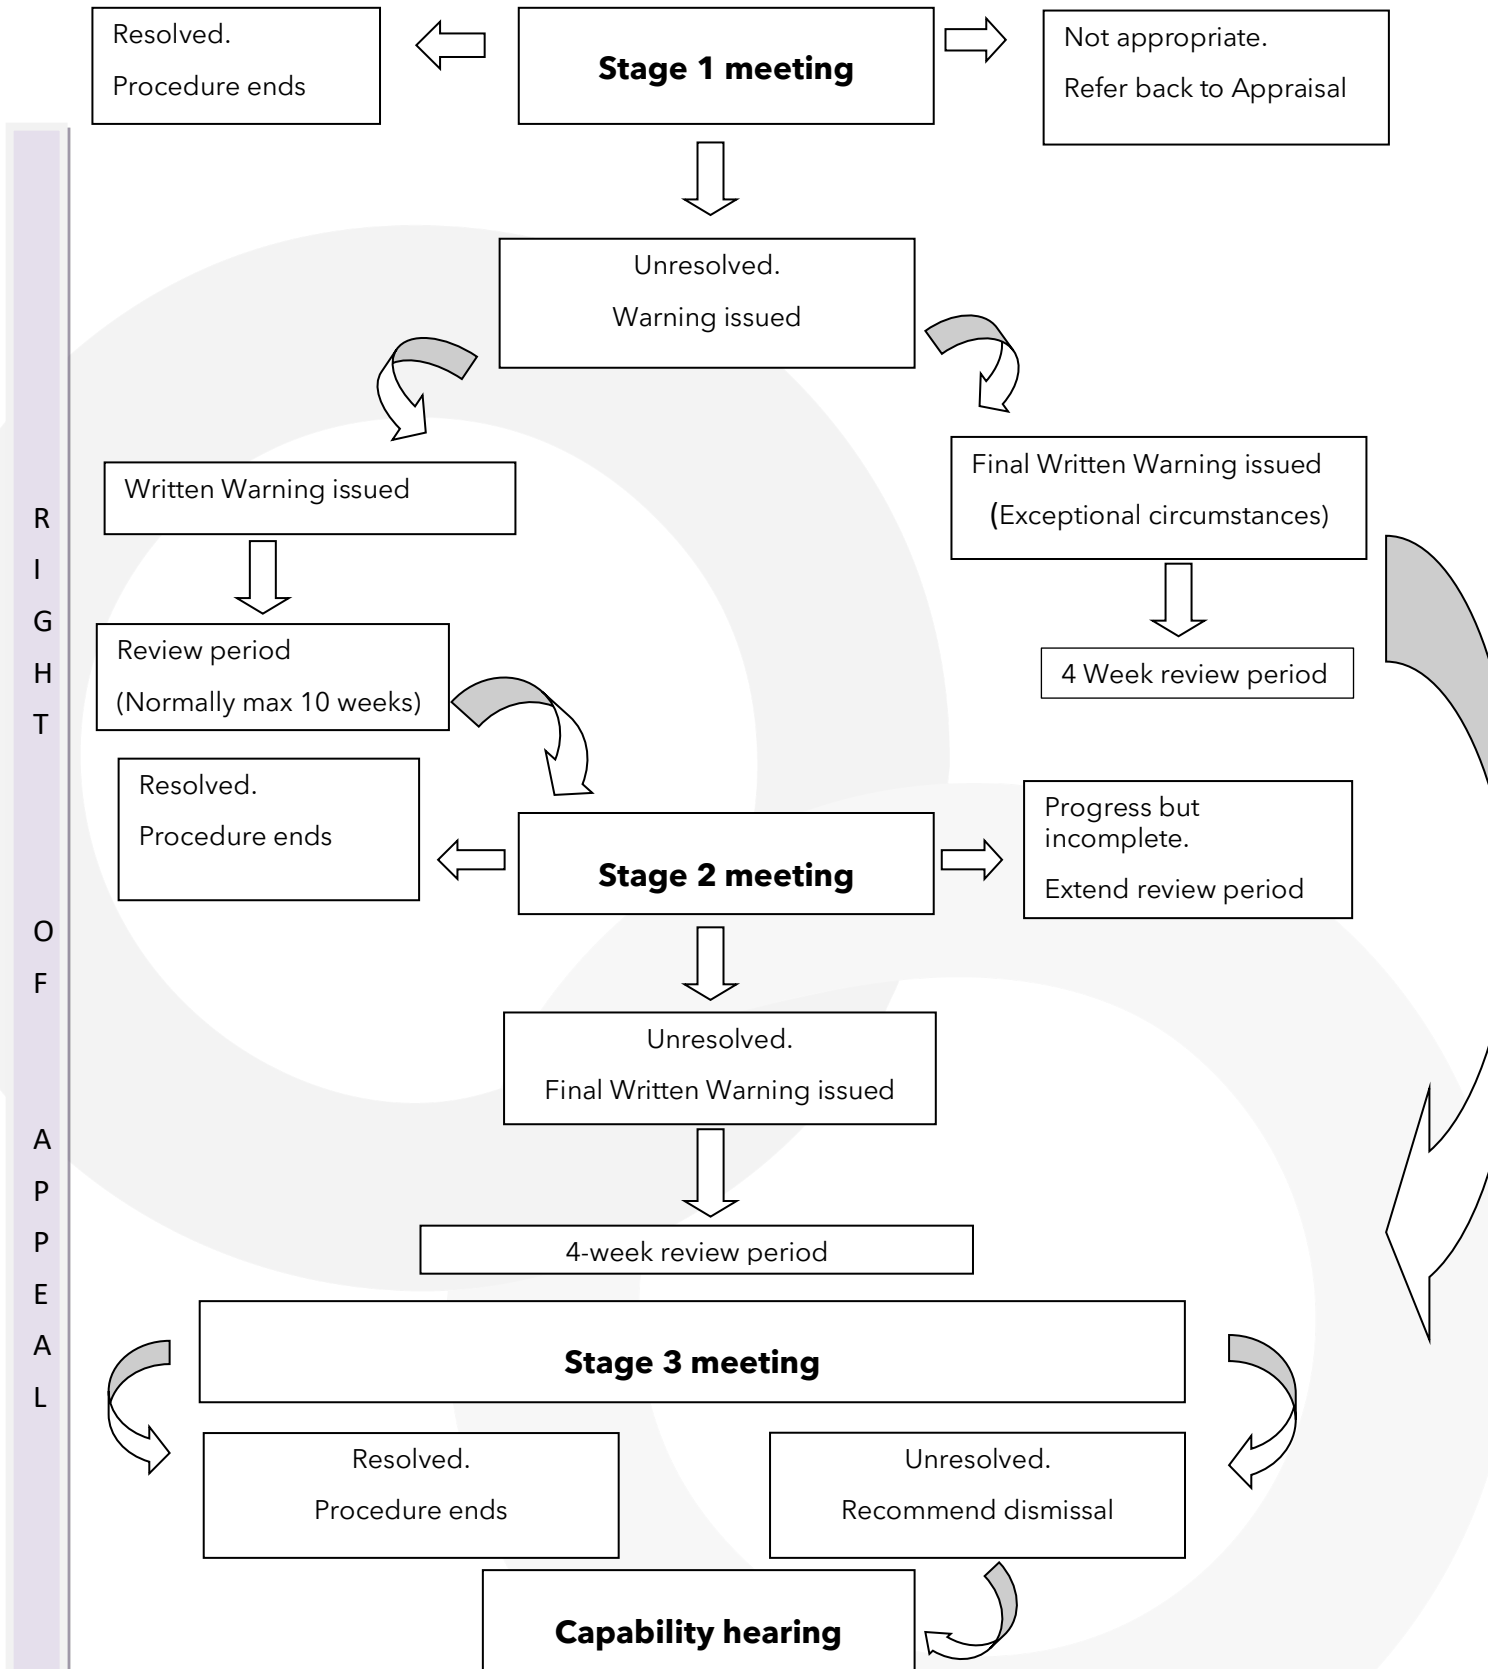 Resolved.
Procedure ends
Stage 1 meeting
Not appropriate.
Refer back to Appraisal
Unresolved.
Warning issued
Written Warning issued
Final Written Warning issued
(Exceptional circumstances)
Review period
(Normally max 10 weeks)
4 Week review period
Resolved.
Procedure ends
Stage 2 meeting
Progress but
incomplete.
Extend review period
Unresolved.
Final Written Warning issued
4-week review period
Stage 3 meeting
Resolved.
Procedure ends
Unresolved.
Recommend dismissal
Capability hearing
R
I
G
H
T
O
F
A
P
P
E
A
L